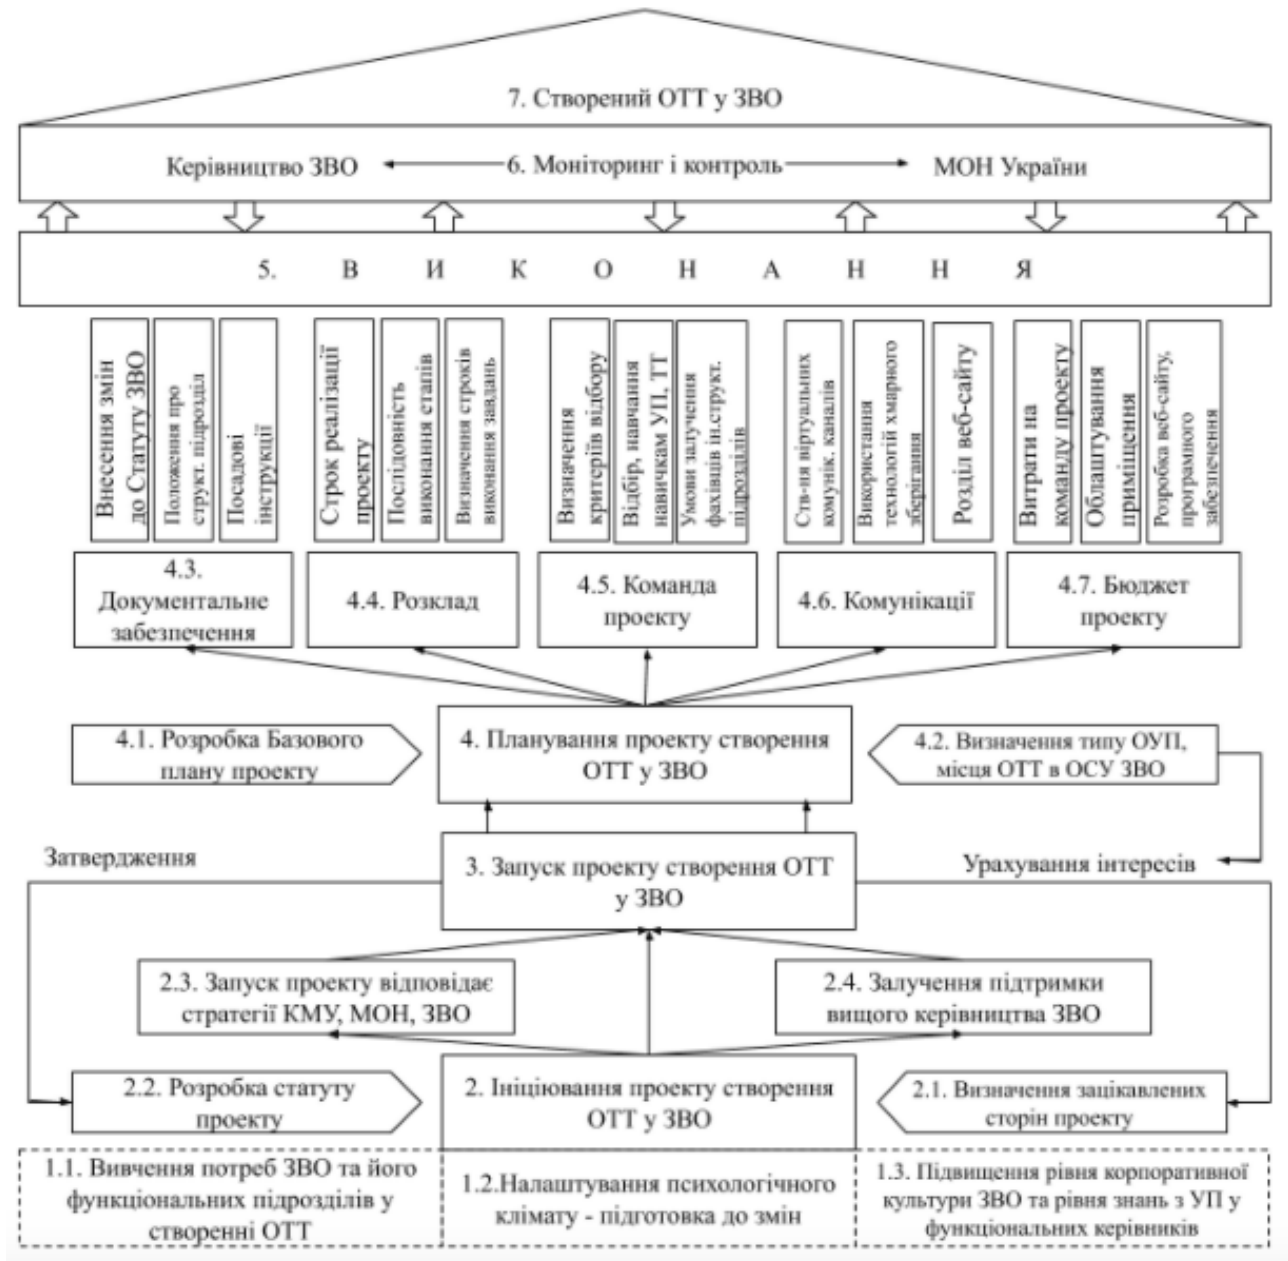 7. Створений ОТТ у ЗВО
Керівництво ЗВО
6. Моніторинг і контроль
МОН України
5. В И К О Н А Н Н Я
Внесення змін
до Статуту ЗВО
Положення про
структ. підрозділ
Посадові
інструкції
Строк реалізації
проекту
Послідовність
виконання етапів
Визначення строків
виконання завдань
Визначення
критеріїв відбору
Відбір, навчання
навичкам УП, ТТ
Умови залучення
фахівців ін.структ.
підрозділів
Ств-ня віртуальних
комунік. каналів
Використання
технологій хмарного
зберігання
Розділ веб-сайту
Витрати на
команду проекту
Облаштування
приміщення
Розробка веб-сайту,
програмного
забезпечення
4.3.
Документальне
забезпечення
4.4. Розклад
4.5. Команда
проекту
4.6. Комунікації
4.7. Бюджет
проекту
4.1. Розробка Базового
плану проекту
4. Планування проекту створення
ОТТ у ЗВО
4.2. Визначення типу ОУП,
місця ОТТ в ОСУ ЗВО
Затвердження
3. Запуск проекту створення ОТТ
у ЗВО
Урахування інтересів
2.3. Запуск проекту відповідає
стратегії КМУ, МОН, ЗВО
2.4. Залучення підтримки
вищого керівництва ЗВО
2.2. Розробка статуту
проекту
2. Ініціювання проекту створення
ОТТ у ЗВО
2.1. Визначення зацікавлених
сторін проекту
1.1. Вивчення потреб ЗВО та його
функціональних підрозділів у
створенні ОТТ
1.2.Налаштування психологічного
клімату - підготовка до змін
1.3. Підвищення рівня корпоративної
культури ЗВО та рівня знань з УП у
функціональних керівників